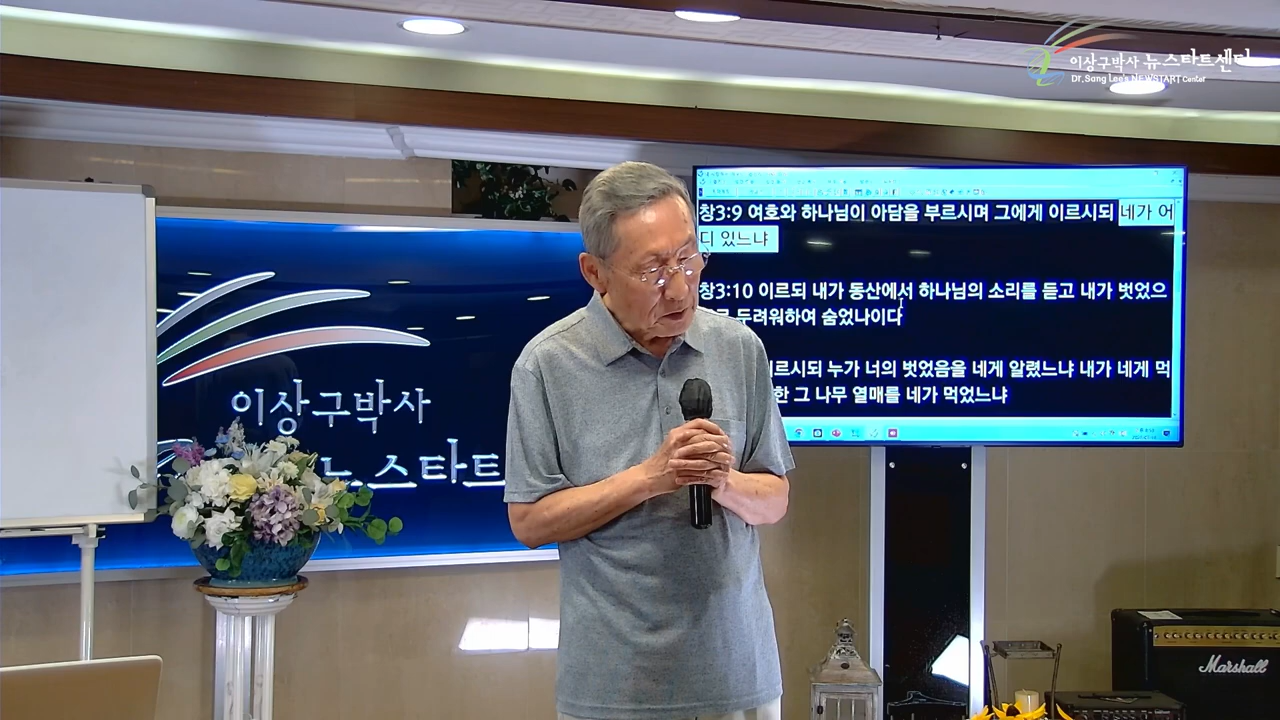 이상구박사 뉴스타트센터
Dr. Sang Lee's NEWSTART Center
창3:9 여호와 하나님이 아담을 부르시며 그에게 이르시되 네가 어
디 있느냐
창3:10 이르되 내가 동산에서 하나님의 소리를 듣고 내가 벗었으
두려워하여 숨었나이다
누가 너의 벗었음을 네게 알렸느냐 내가 네게 먹
그 나무 열매를 네가 먹었느냐
이상구박사
뉴스타트
Marshall